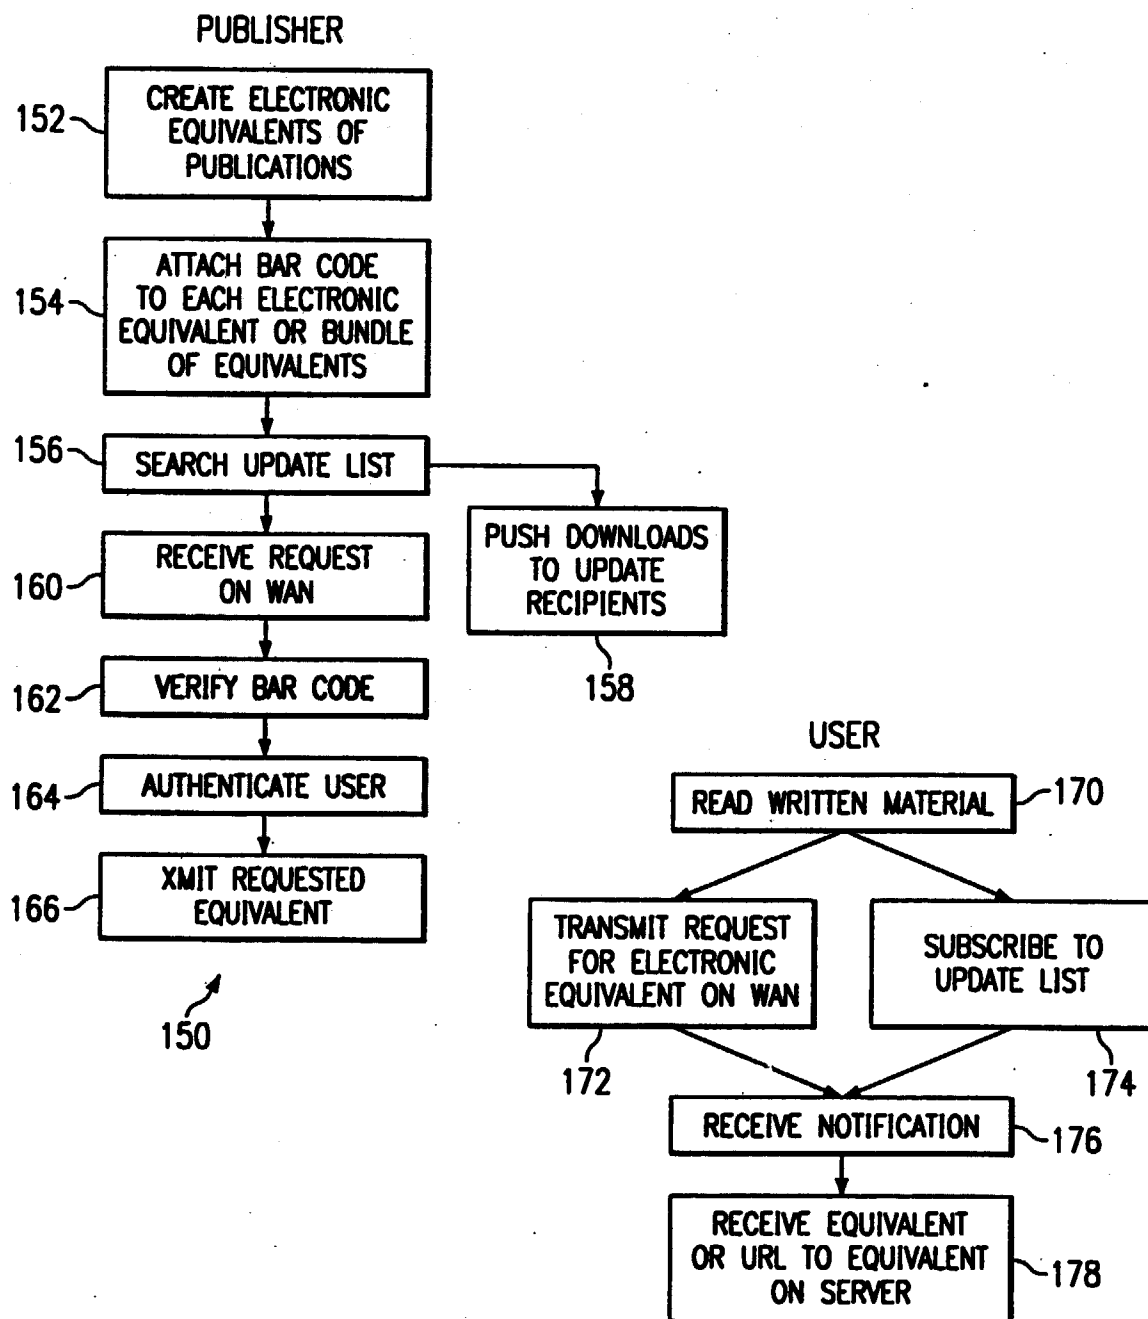 PUBLISHER
152
CREATE ELECTRONIC
EQUIVALENTS OF
PUBLICATIONS
154
ATTACH BAR CODE
TO EACH ELECTRONIC
EQUIVALENT OR BUNDLE
OF EQUIVALENTS
156
SEARCH UPDATE LIST
PUSH DOWNLOADS
TO UPDATE
RECIPIENTS
158
160
RECEIVE REQUEST
ON WAN
162
VERIFY BAR CODE
164
AUTHENTICATE USER
166
XMIT REQUESTED
EQUIVALENT
150
USER
READ WRITTEN MATERIAL
170
TRANSMIT REQUEST
FOR ELECTRONIC
EQUIVALENT ON WAN
172
SUBSCRIBE TO
UPDATE LIST
174
RECEIVE NOTIFICATION
176
RECEIVE EQUIVALENT
OR URL TO EQUIVALENT
ON SERVER
178